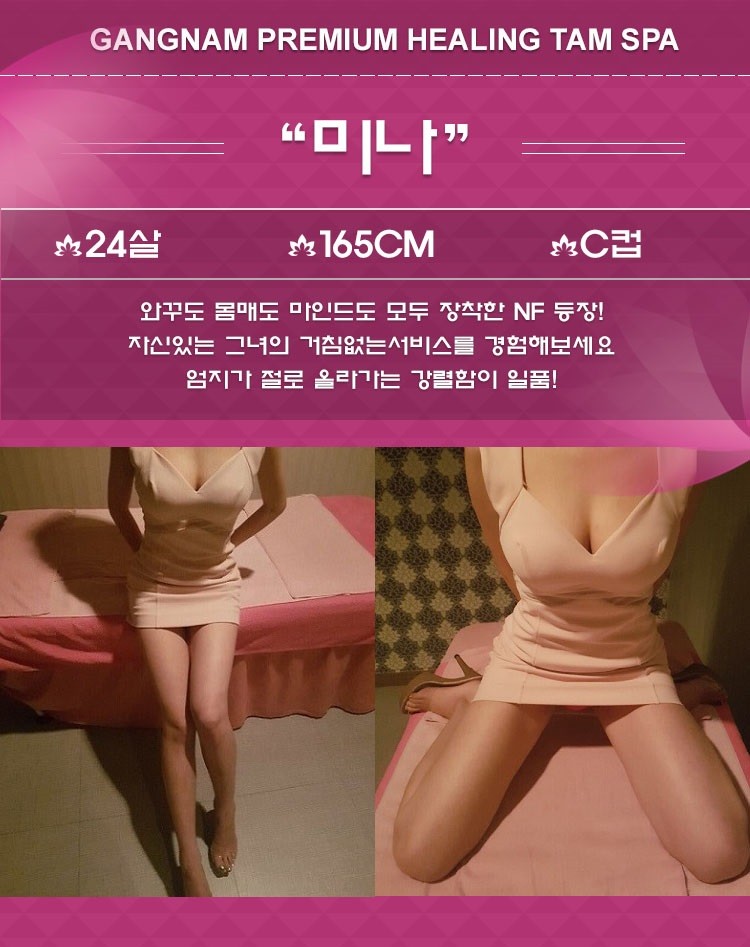 GANGNAM PREMIUM HEALING TAM SPA
“미나”
24살 165CM C컵
와꾸도 몸매도 마인드도 모두 장착한 NF 등장!
자신있는 그녀의 거침없는서비스를 경험해보세요
엄지가 절로 올라가는 강렬함이 일품!